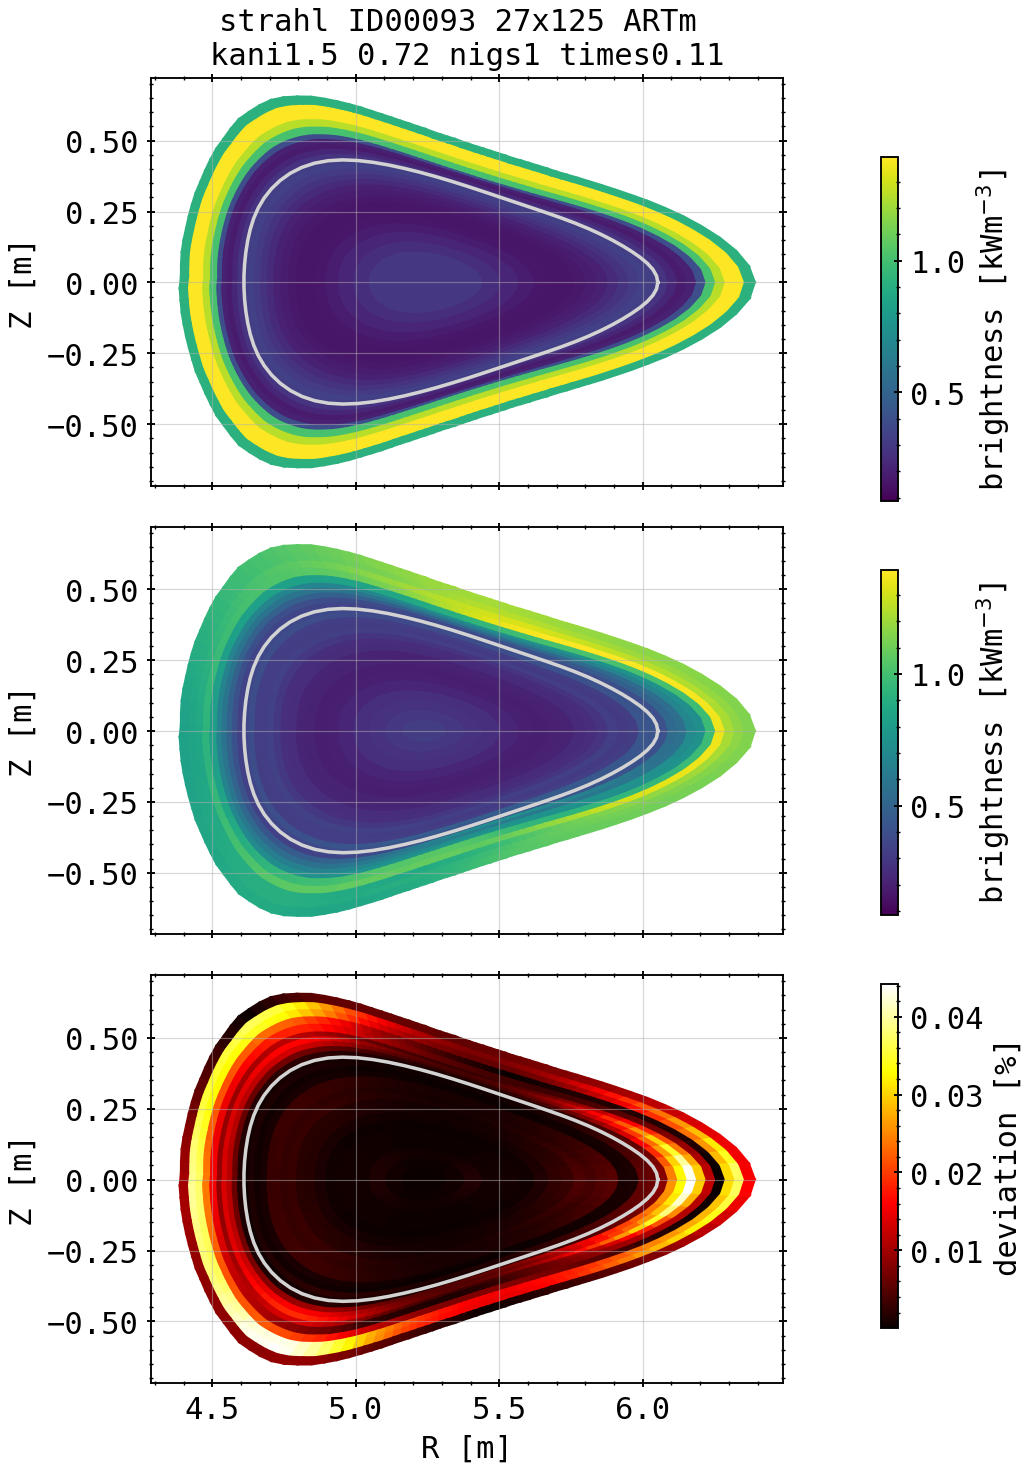 strahl ID00093 27x125 ARTm
kani1.5 0.72 nigs1 times0.11
0.50
0.25
0.00
−0.25
−0.50
Z [m]
1.0
0.5
brightness [kWm⁻³]
0.50
0.25
0.00
−0.25
−0.50
Z [m]
1.0
0.5
brightness [kWm⁻³]
0.50
0.25
0.00
−0.25
−0.50
Z [m]
0.04
0.03
0.02
0.01
deviation [%]
4.5 5.0 5.5 6.0
R [m]